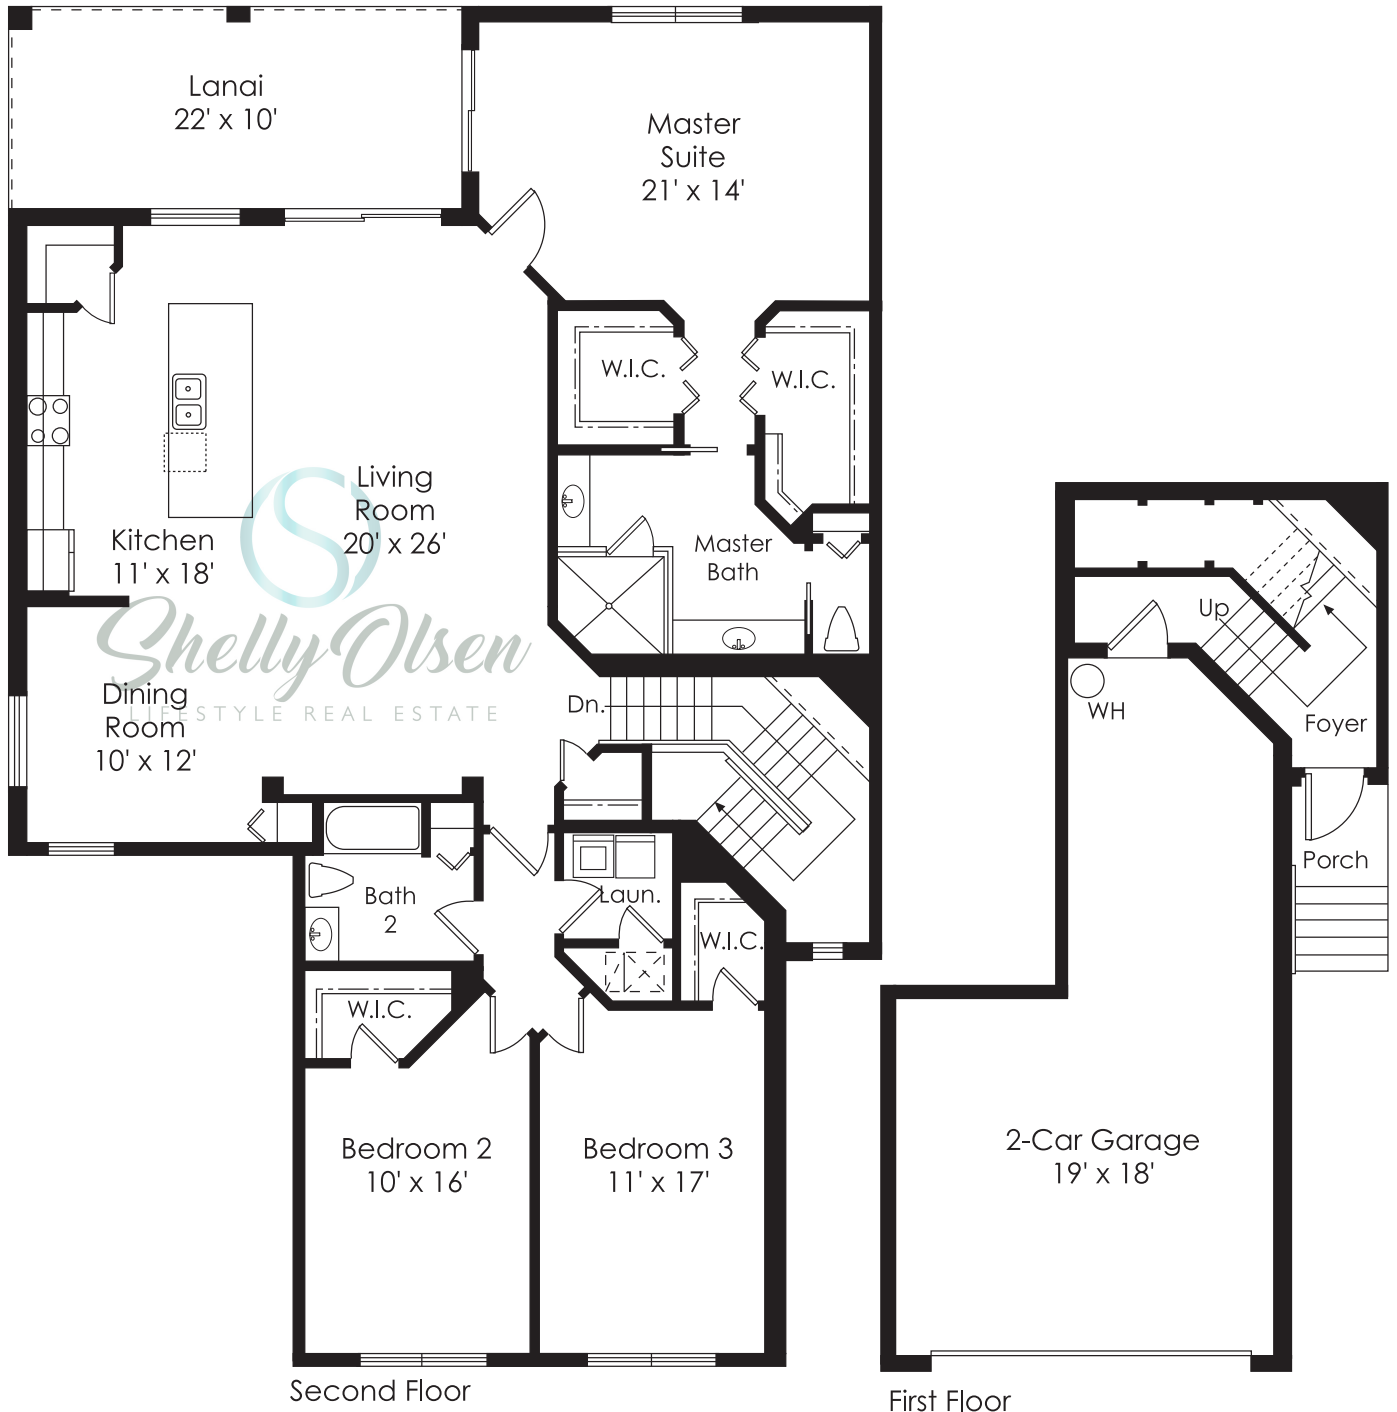 Lanai
22' x 10'
Master
Suite
21' x 14'
W.I.C.
W.I.C.
Living
Room
20' x 26'
Kitchen
11' x 18'
Master
Bath
Shelly Olsen
LIFESTYLE REAL ESTATE
Dining
Room
10' x 12'
Dn.
Up
WH
Foyer
Porch
Bath
2
Laun.
W.I.C.
W.I.C.
Bedroom 2
10' x 16'
Bedroom 3
11' x 17'
2-Car Garage
19' x 18'
Second Floor
First Floor